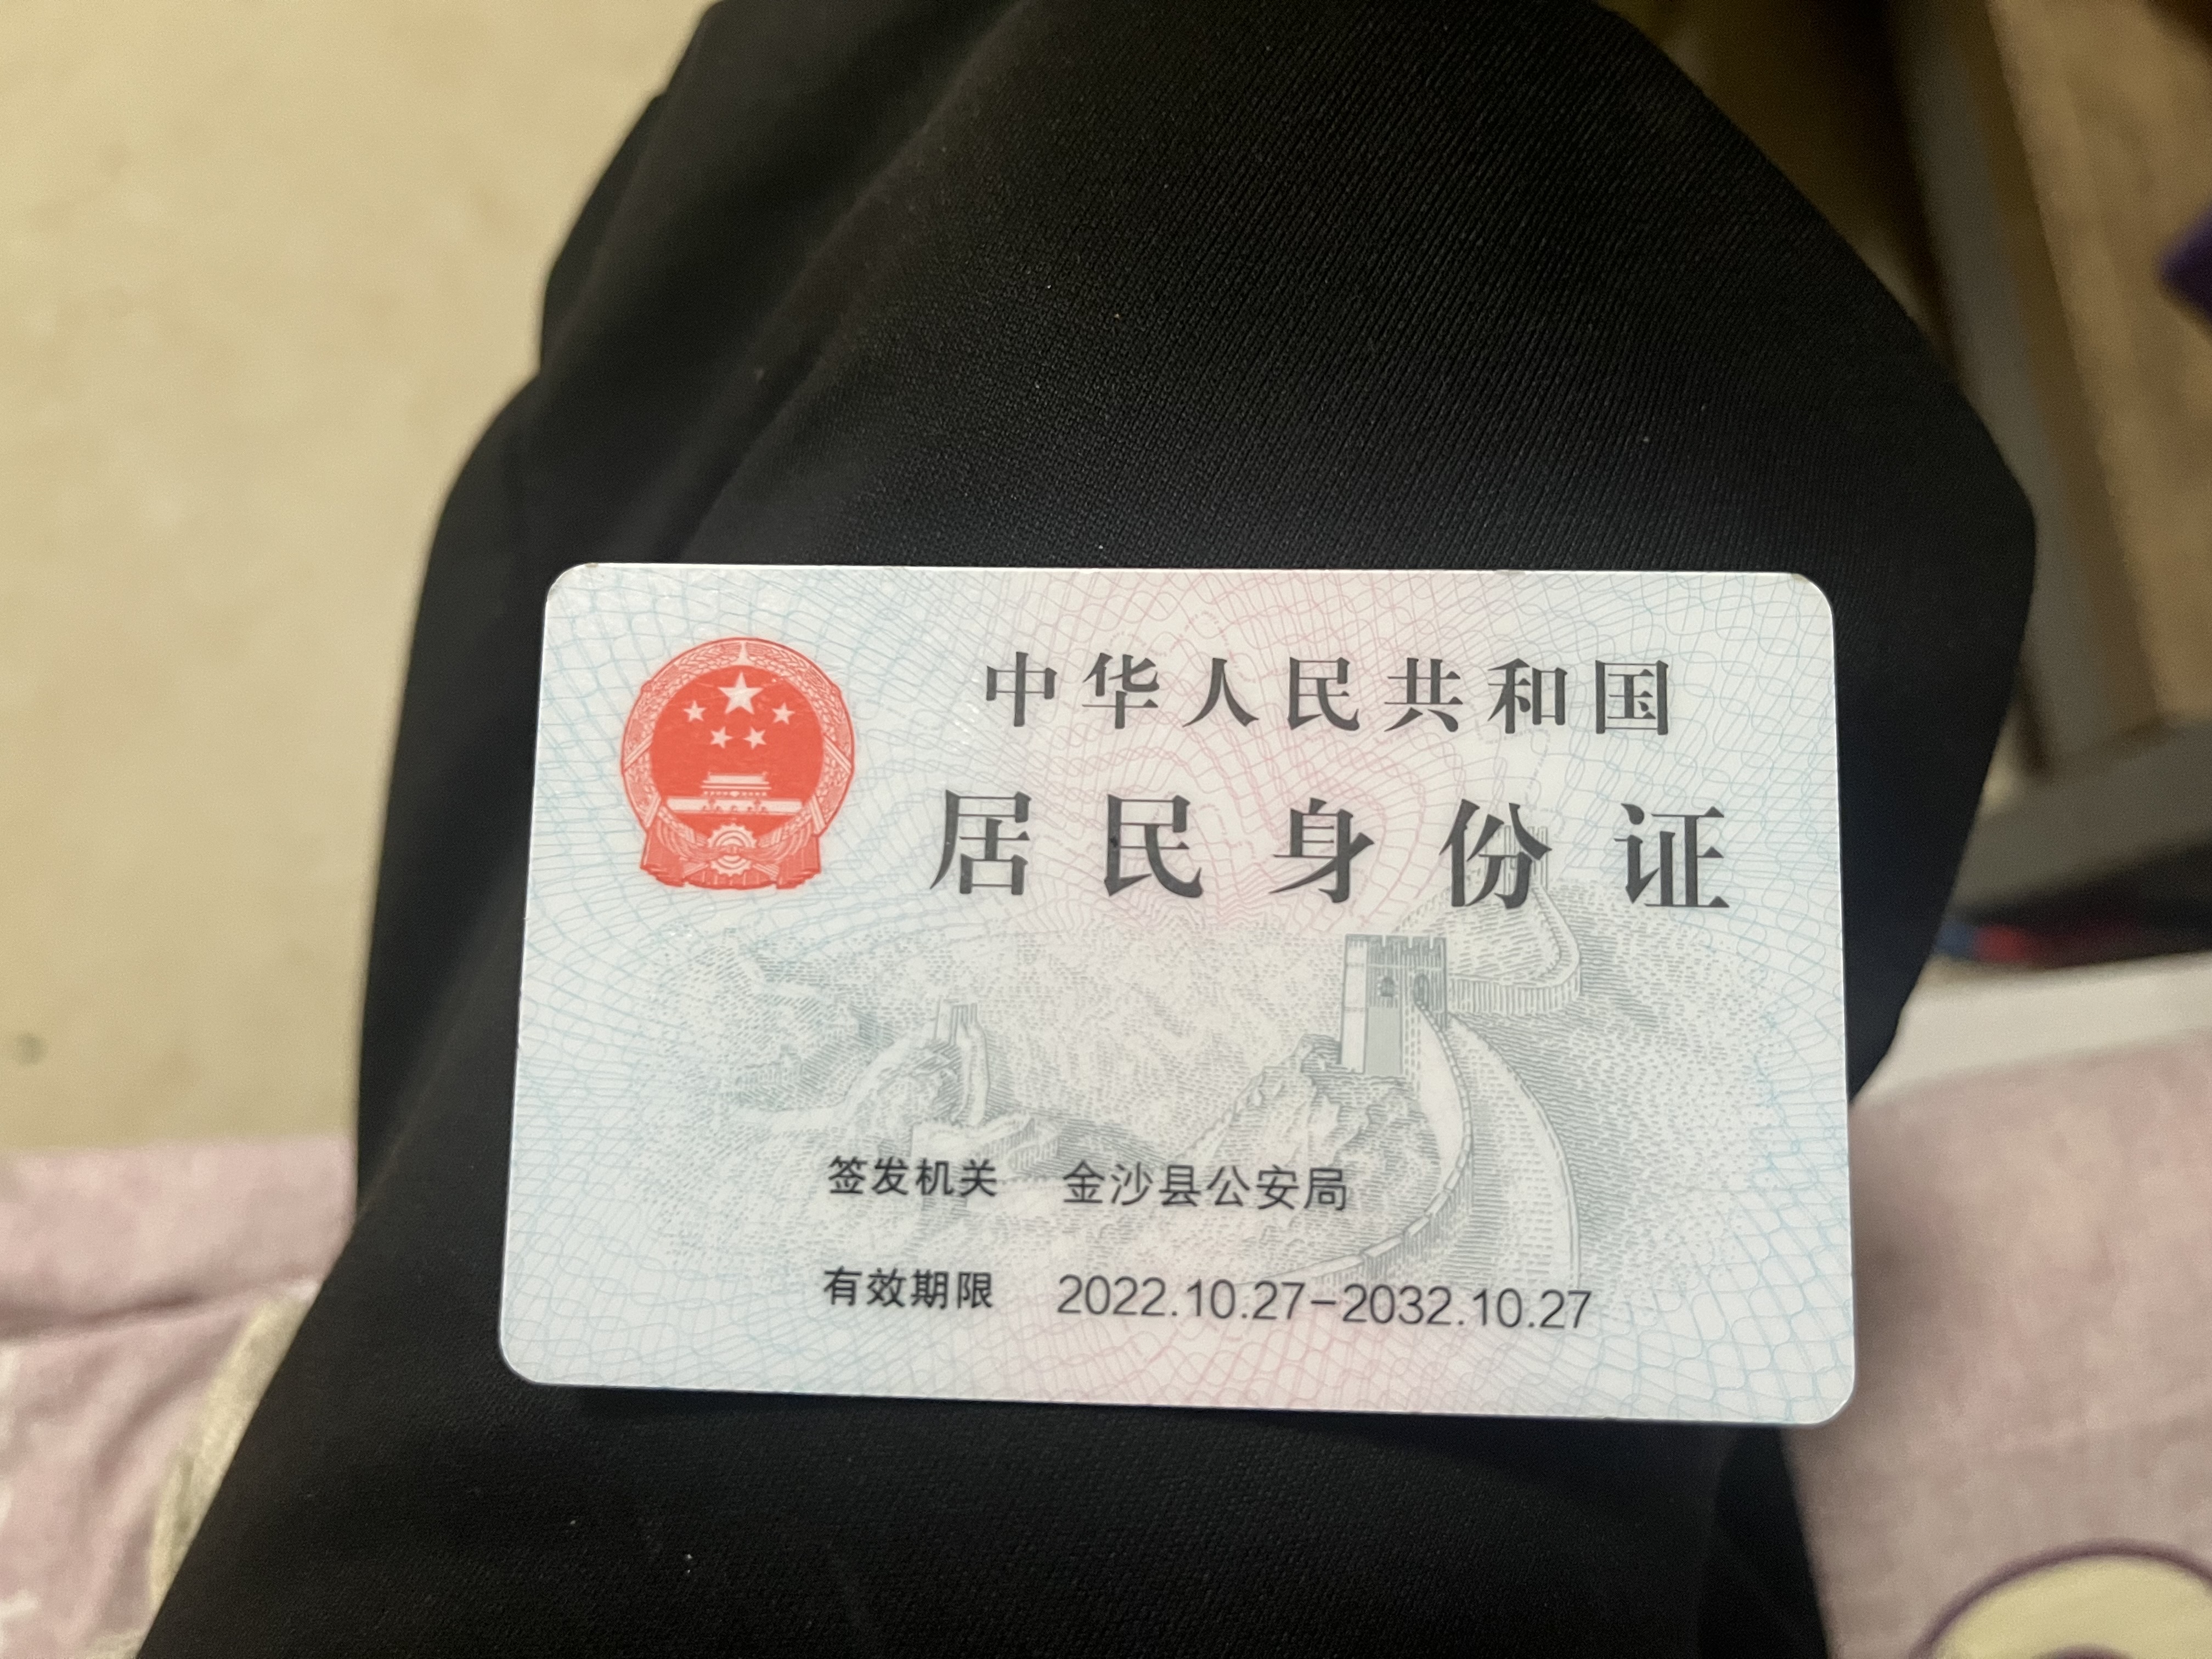 中华人民共和国
居民身份证
签发机关 金沙县公安局
有效期限 2022.10.27-2032.10.27